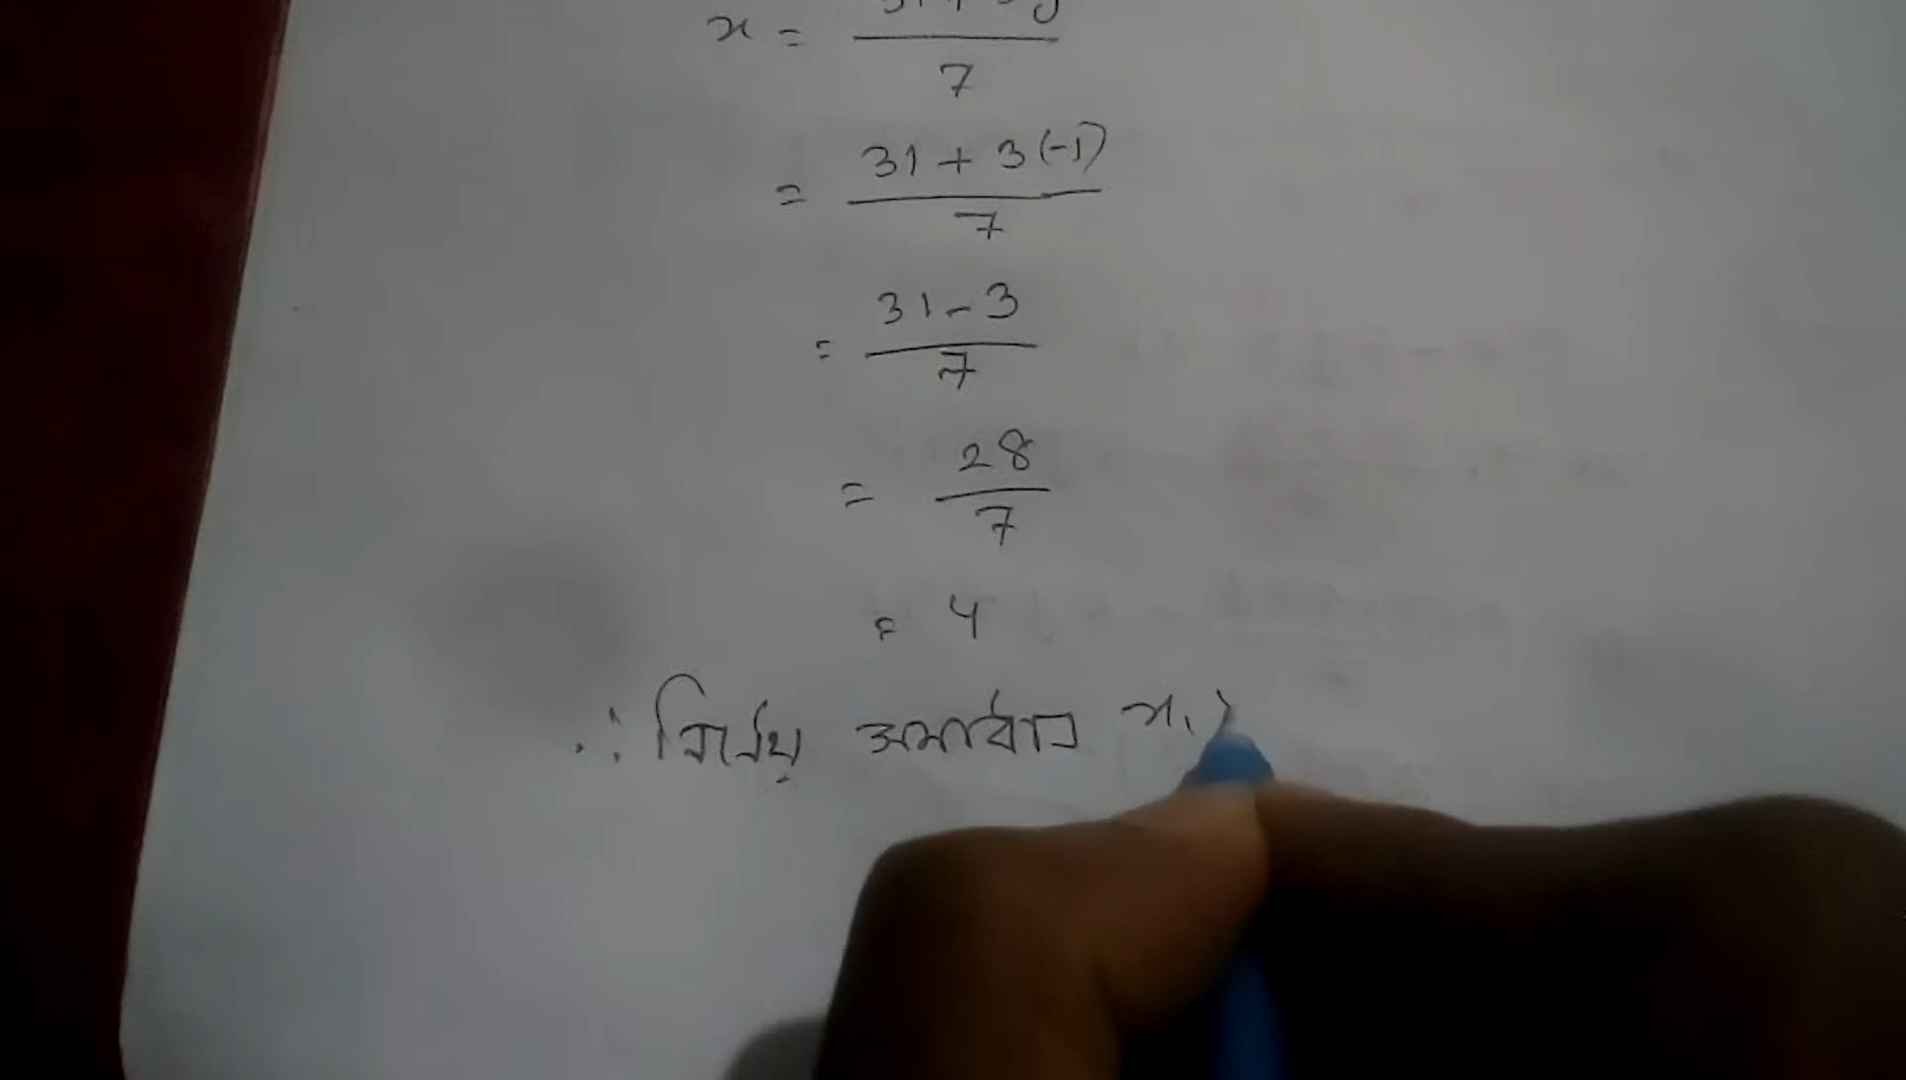 x =
7
= 31 + 3(-1)
7
= 31 - 3
7
= 28
7
= 4
∴ নির্ণেয় সমাধান x,